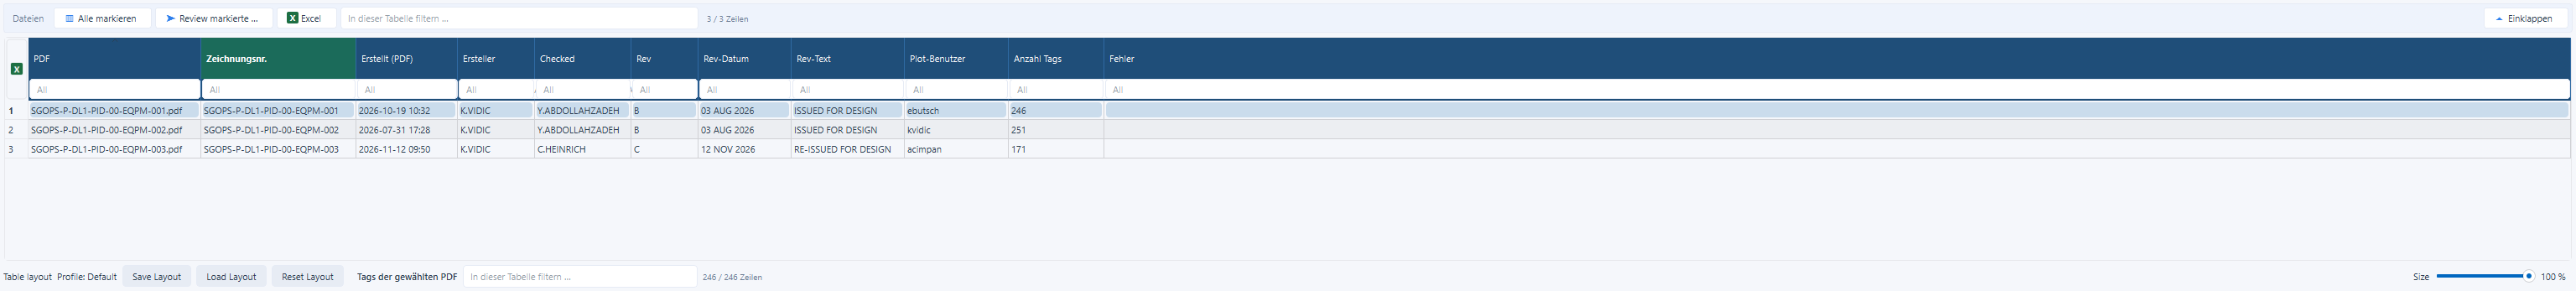 Dateien Alle markieren Review markierte ... Excel In dieser Tabelle filtern ... 3 / 3 Zeilen Einklappen
PDF Zeichnungsnr. Erstellt (PDF) Ersteller Checked Rev Rev-Datum Rev-Text Plot-Benutzer Anzahl Tags Fehler
All All All All All All All All All All All
1 SGOPS-P-DL1-PID-00-EQPM-001.pdf SGOPS-P-DL1-PID-00-EQPM-001 2026-10-19 10:32 K.VIDIC Y.ABDOLLAHZADEH B 03 AUG 2026 ISSUED FOR DESIGN ebutsch 246
2 SGOPS-P-DL1-PID-00-EQPM-002.pdf SGOPS-P-DL1-PID-00-EQPM-002 2026-07-31 17:28 K.VIDIC Y.ABDOLLAHZADEH B 03 AUG 2026 ISSUED FOR DESIGN kvidic 251
3 SGOPS-P-DL1-PID-00-EQPM-003.pdf SGOPS-P-DL1-PID-00-EQPM-003 2026-11-12 09:50 K.VIDIC C.HEINRICH C 12 NOV 2026 RE-ISSUED FOR DESIGN acimpan 171
Table layout Profile: Default Save Layout Load Layout Reset Layout Tags der gewählten PDF In dieser Tabelle filtern ... 246 / 246 Zeilen Size 100 %